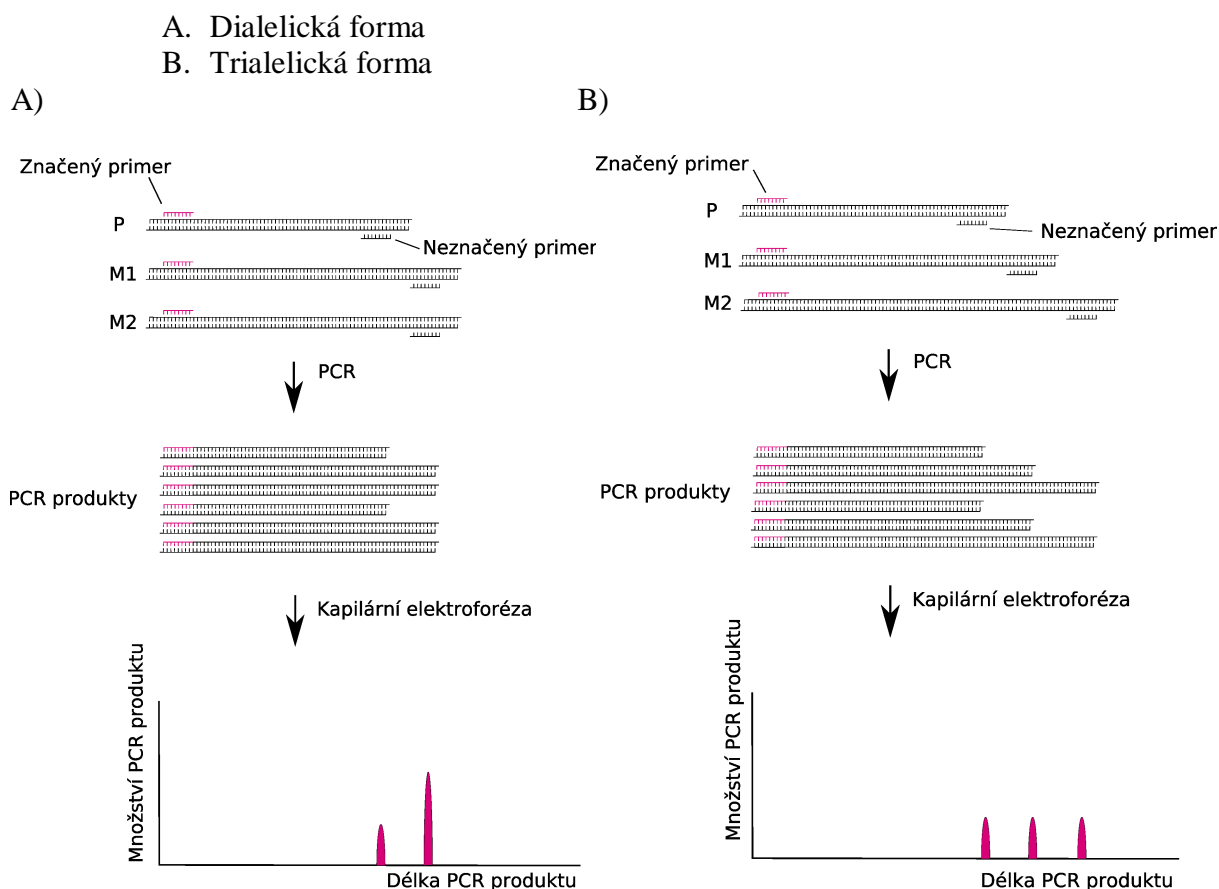 A. Dialelická forma
B. Trialelická forma
A)
Značený primer
P
Neznačený primer
M1
M2
PCR
PCR produkty
Kapilární elektroforéza
Množství PCR produktu
Délka PCR produktu
B)
Značený primer
P
Neznačený primer
M1
M2
PCR
PCR produkty
Kapilární elektroforéza
Množství PCR produktu
Délka PCR produktu